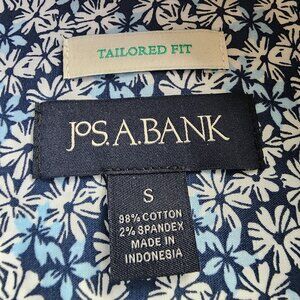 TAILORED FIT
JOS. A. BANK
S
98% COTTON
2% SPANDEX
MADE IN
INDONESIA